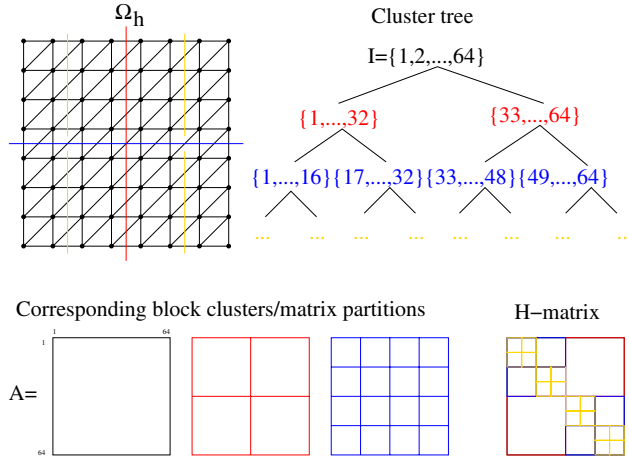 Ωh
Cluster tree
I={1,2,...,64}
{1,...,32} {33,...,64}
{1,...,16} {17,...,32} {33,...,48} {49,...,64}
... ... ... ... ... ... ... ..
Corresponding block clusters/matrix partitions
H−matrix
1 64
1
A=
64